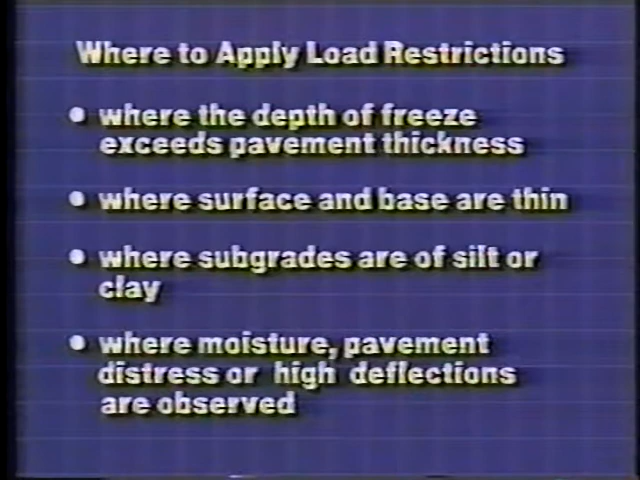 Where to Apply Load Restrictions
• where the depth of freeze
exceeds pavement thickness
• where surface and base are thin
• where subgrades are of silt or
clay
• where moisture, pavement
distress or high deflections
are observed